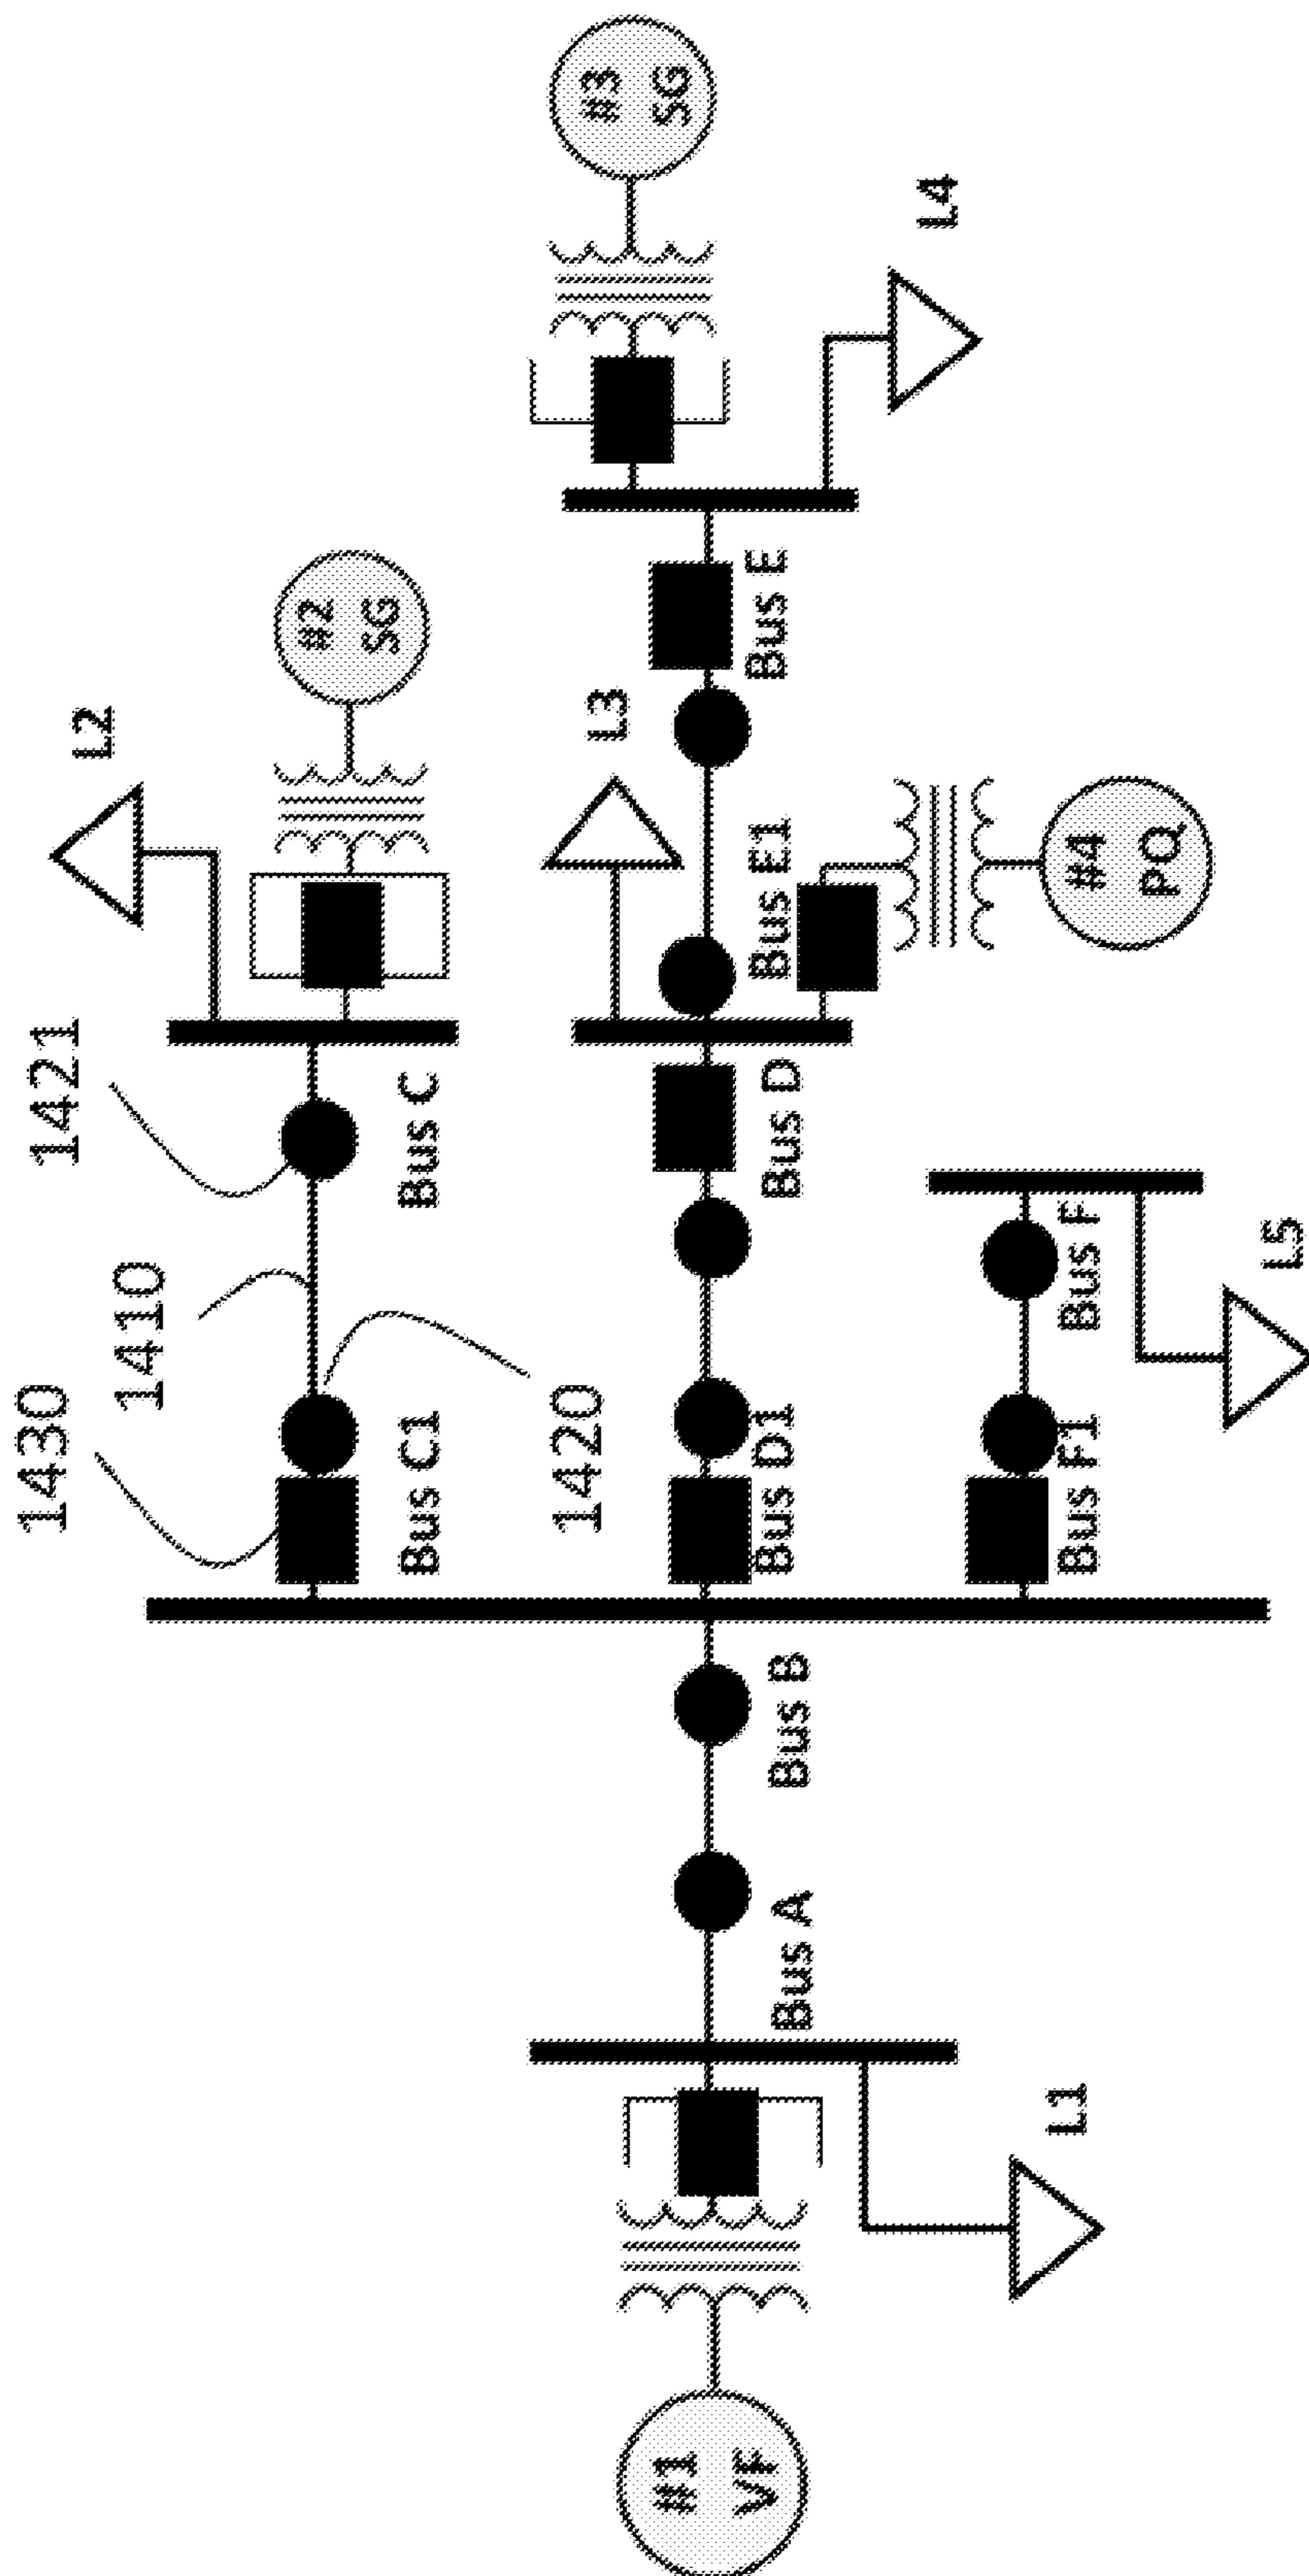 #1
VF
L1
Bus A
Bus B
1430
1410
1421
1420
Bus C1
Bus C
L2
#2
SG
Bus D1
Bus D
L3
Bus E1
Bus E
#3
SG
L4
#4
PQ
Bus F1
Bus F
L5